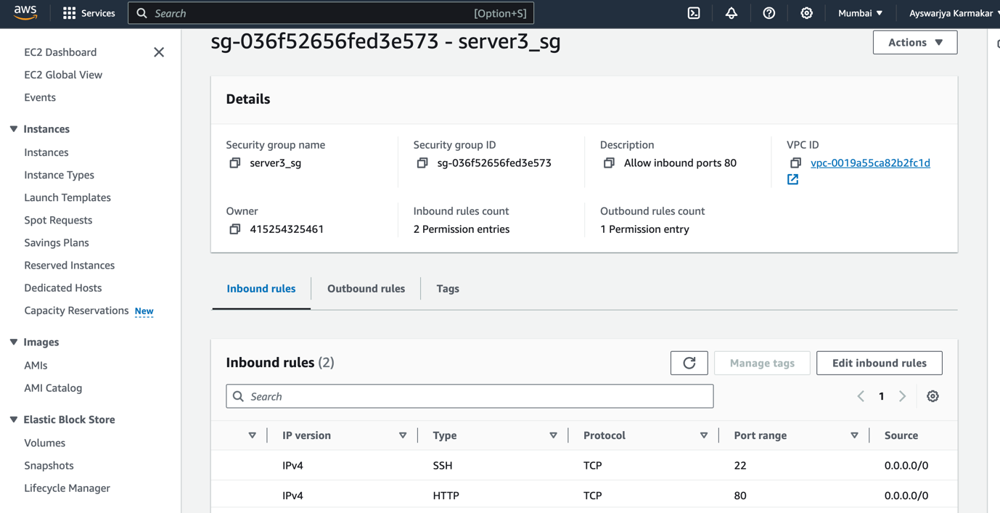 aws
Services
Search
[Option+S]
Mumbai
Ayswarjya Karmakar
EC2 Dashboard
EC2 Global View
Events
Instances
Instances
Instance Types
Launch Templates
Spot Requests
Savings Plans
Reserved Instances
Dedicated Hosts
Capacity Reservations New
Images
AMIs
AMI Catalog
Elastic Block Store
Volumes
Snapshots
Lifecycle Manager
sg-036f52656fed3e573 - server3_sg
Actions
Details
Security group name
server3_sg
Security group ID
sg-036f52656fed3e573
Description
Allow inbound ports 80
VPC ID
vpc-0019a55ca82b2fc1d
Owner
415254325461
Inbound rules count
2 Permission entries
Outbound rules count
1 Permission entry
Inbound rules
Outbound rules
Tags
Inbound rules (2)
Manage tags
Edit inbound rules
Search
1
IP version Type Protocol Port range Source
IPv4 SSH TCP 22 0.0.0.0/0
IPv4 HTTP TCP 80 0.0.0.0/0